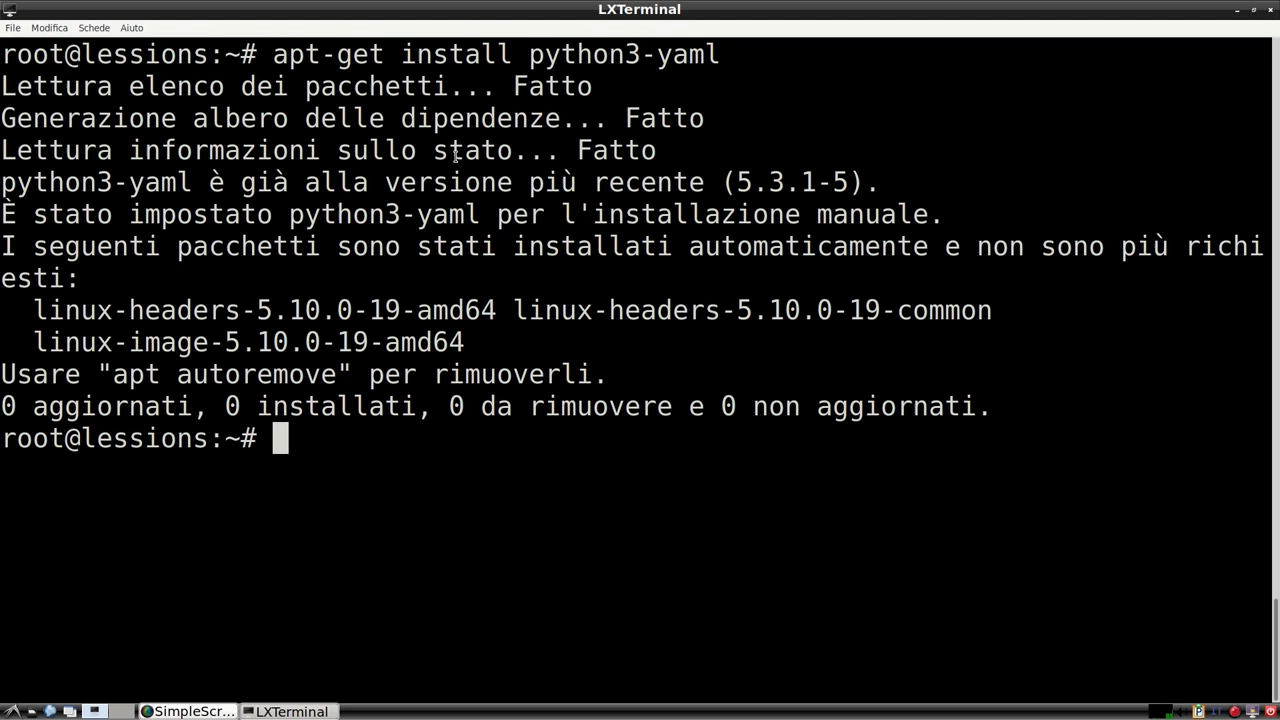 LXTerminal
File Modifica Schede Aiuto
root@lessions:~# apt-get install python3-yaml
Lettura elenco dei pacchetti... Fatto
Generazione albero delle dipendenze... Fatto
Lettura informazioni sullo stato... Fatto
python3-yaml è già alla versione più recente (5.3.1-5).
È stato impostato python3-yaml per l'installazione manuale.
I seguenti pacchetti sono stati installati automaticamente e non sono più richi
esti:
linux-headers-5.10.0-19-amd64 linux-headers-5.10.0-19-common
linux-image-5.10.0-19-amd64
Usare "apt autoremove" per rimuoverli.
0 aggiornati, 0 installati, 0 da rimuovere e 0 non aggiornati.
root@lessions:~#
SimpleScr... LXTerminal IT